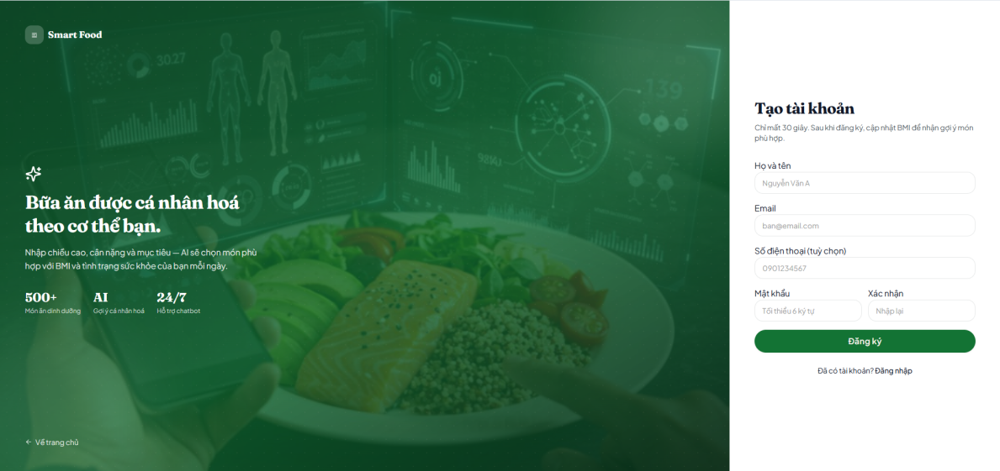 Smart Food
30.27
139
Bữa ăn được cá nhân hoá
theo cơ thể bạn.
Nhập chiều cao, cân nặng và mục tiêu — AI sẽ chọn món phù
hợp với BMI và tình trạng sức khỏe của bạn mỗi ngày.
500+
Món ăn dinh dưỡng
AI
Gợi ý cá nhân hoá
24/7
Hỗ trợ chatbot
← Về trang chủ
Tạo tài khoản
Chỉ mất 30 giây. Sau khi đăng ký, cập nhật BMI để nhận gợi ý món
phù hợp.
Họ và tên
Nguyễn Văn A
Email
ban@email.com
Số điện thoại (tuỳ chọn)
0901234567
Mật khẩu
Xác nhận
Tối thiểu 6 ký tự
Nhập lại
Đăng ký
Đã có tài khoản? Đăng nhập